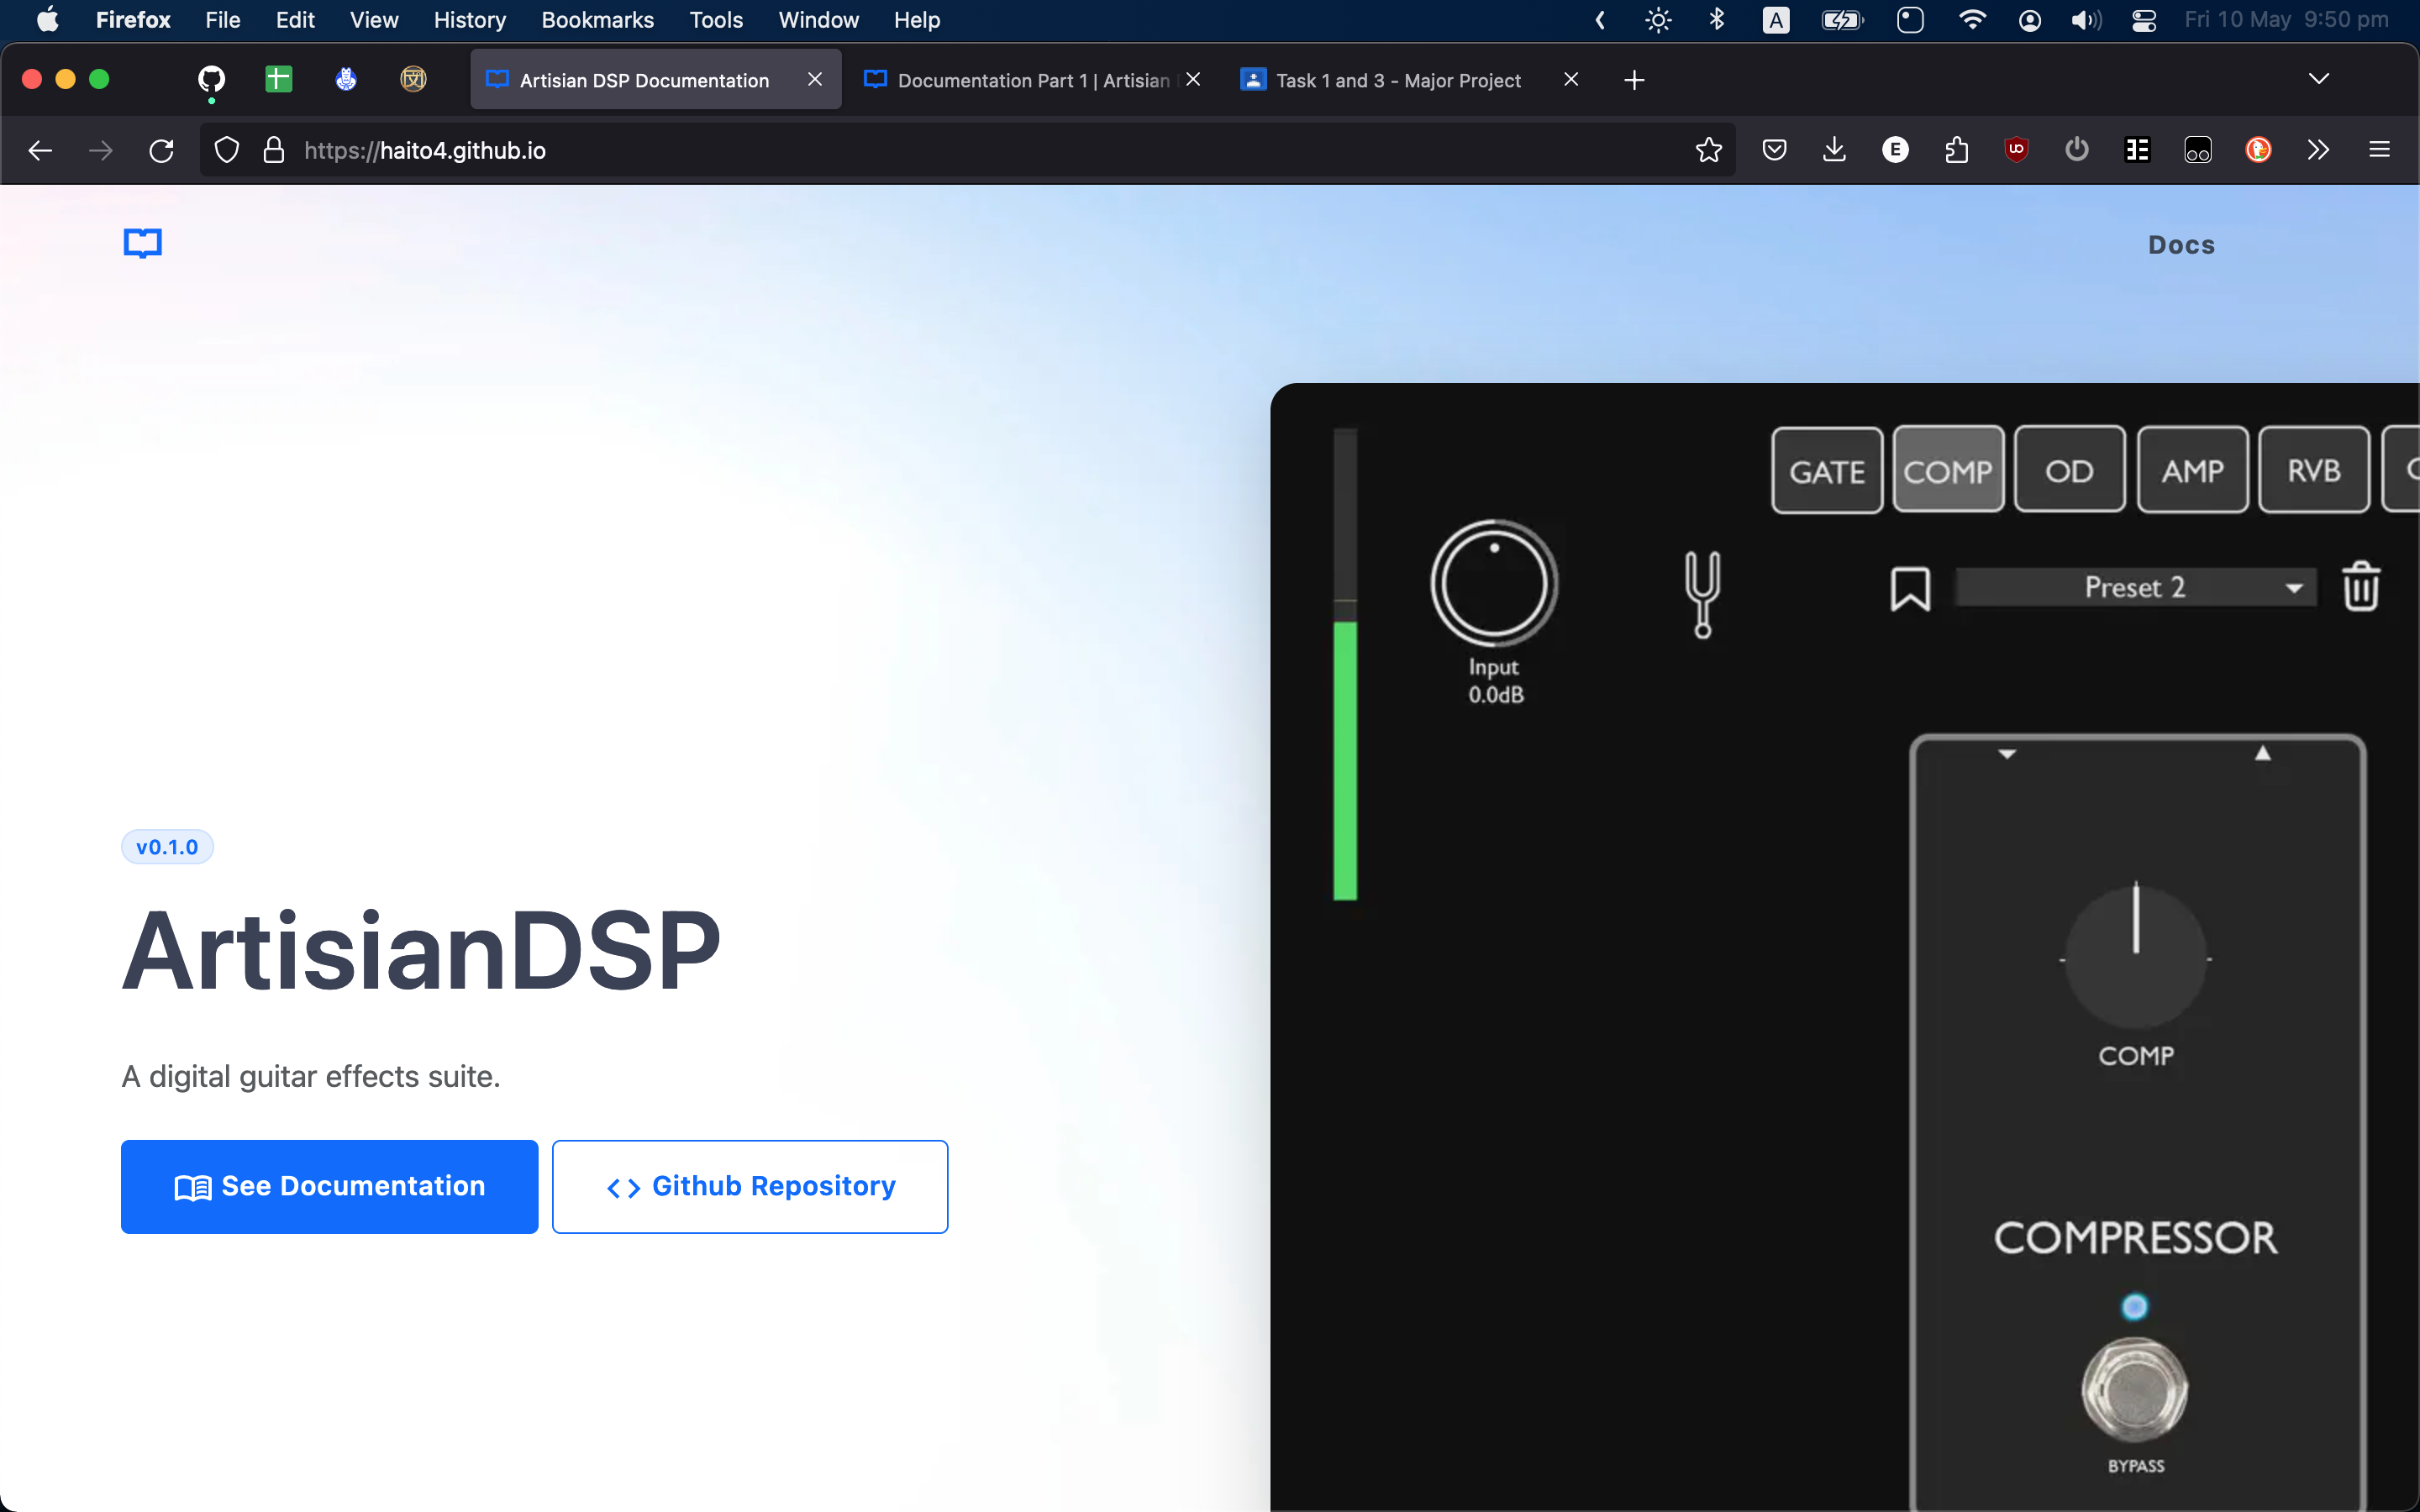 Firefox File Edit View History Bookmarks Tools Window Help A Fri 10 May 9:50 pm
Artisian DSP Documentation
Documentation Part 1 | Artisian
Task 1 and 3 - Major Project
https://haito4.github.io
E
Docs
GATE COMP OD AMP RVB
Preset 2
Input
0.0dB
v0.1.0
ArtisianDSP
A digital guitar effects suite.
See Documentation
<> Github Repository
COMP
COMPRESSOR
BYPASS